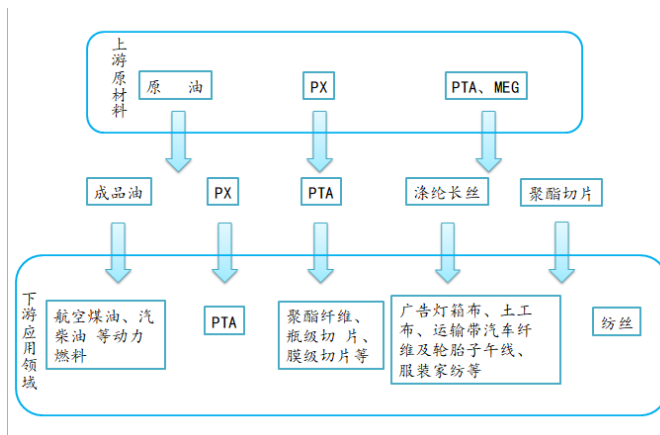 上游原材料
原 油
PX
PTA、MEG
成品油
PX
PTA
涤纶长丝
聚酯切片
下游应用领域
航空煤油、汽
柴油 等动力
燃料
PTA
聚酯纤维、
瓶级切 片、
膜级切片等
广告灯箱布、土工
布、运输带汽车纤
维及轮胎子午线、
服装家纺等
纺丝